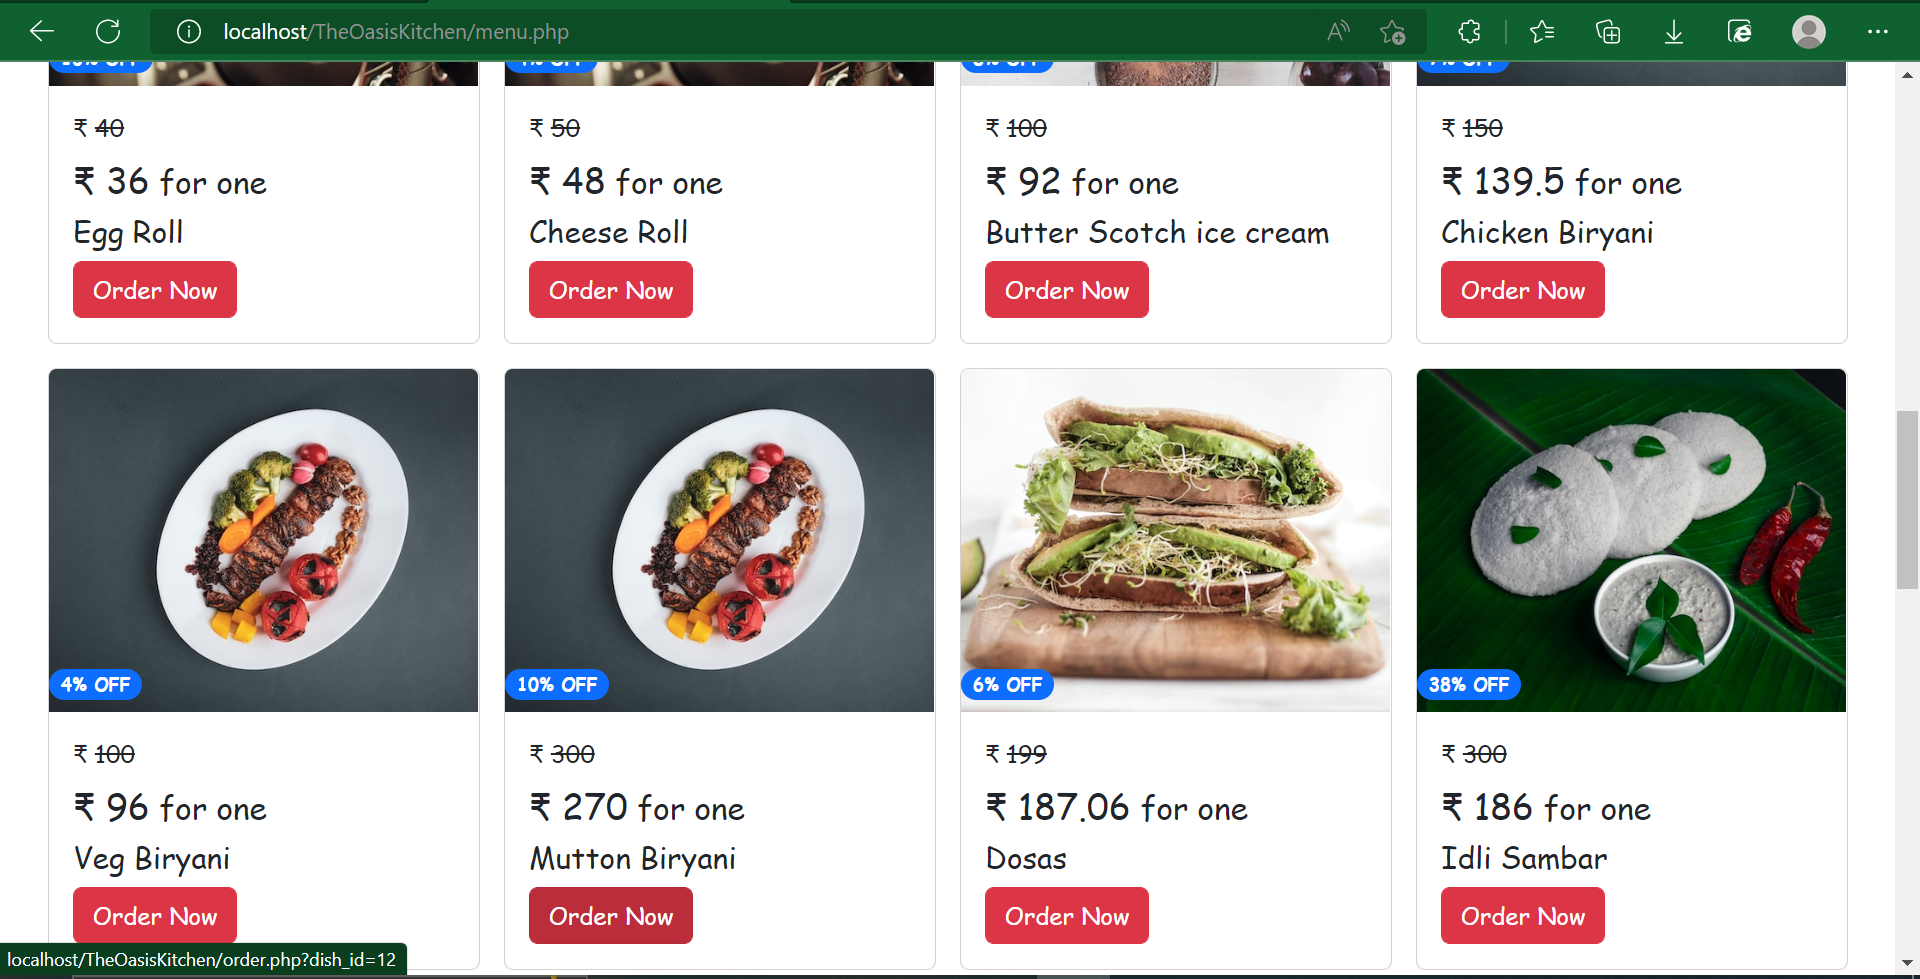 localhost/TheOasisKitchen/menu.php
₹ 40
₹ 36 for one
Egg Roll
Order Now
₹ 50
₹ 48 for one
Cheese Roll
Order Now
₹ 100
₹ 92 for one
Butter Scotch ice cream
Order Now
₹ 150
₹ 139.5 for one
Chicken Biryani
Order Now
4% OFF
₹ 100
₹ 96 for one
Veg Biryani
Order Now
10% OFF
₹ 300
₹ 270 for one
Mutton Biryani
Order Now
6% OFF
₹ 199
₹ 187.06 for one
Dosas
Order Now
38% OFF
₹ 300
₹ 186 for one
Idli Sambar
Order Now
localhost/TheOasisKitchen/order.php?dish_id=12